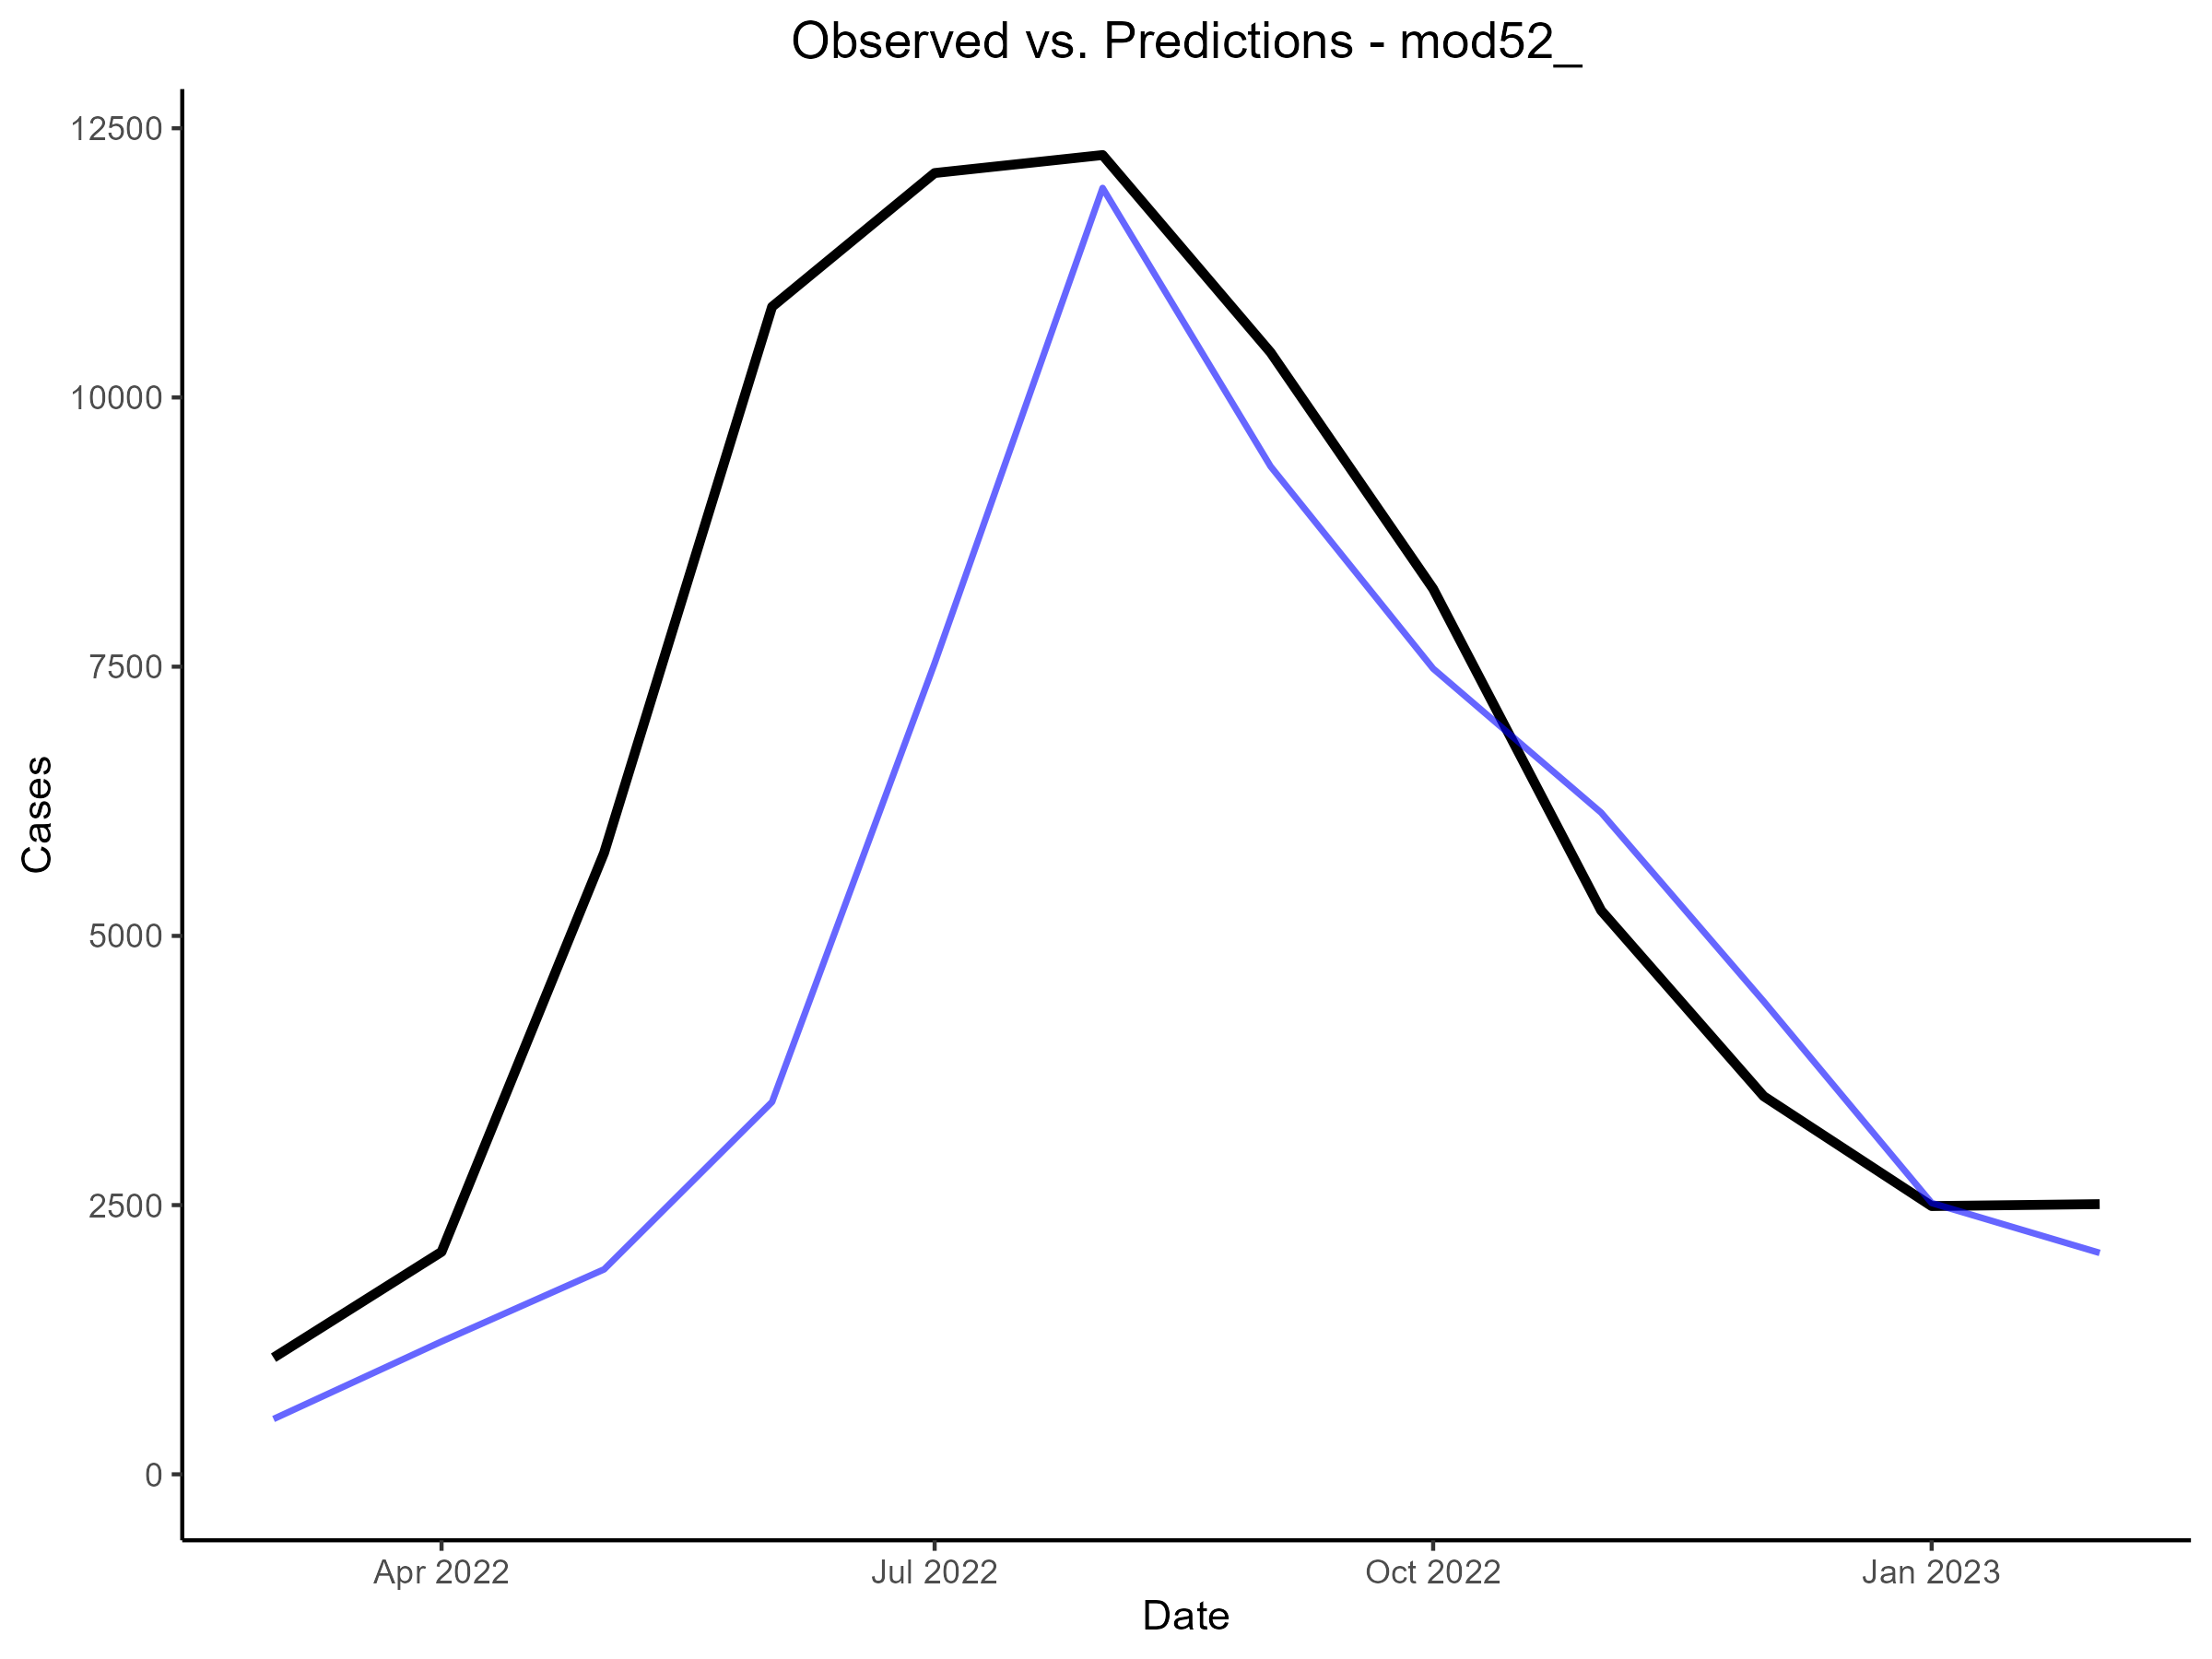 Observed vs. Predictions - mod52_
12500
10000
7500
5000
2500
0
Cases
Apr 2022
Jul 2022
Oct 2022
Jan 2023
Date